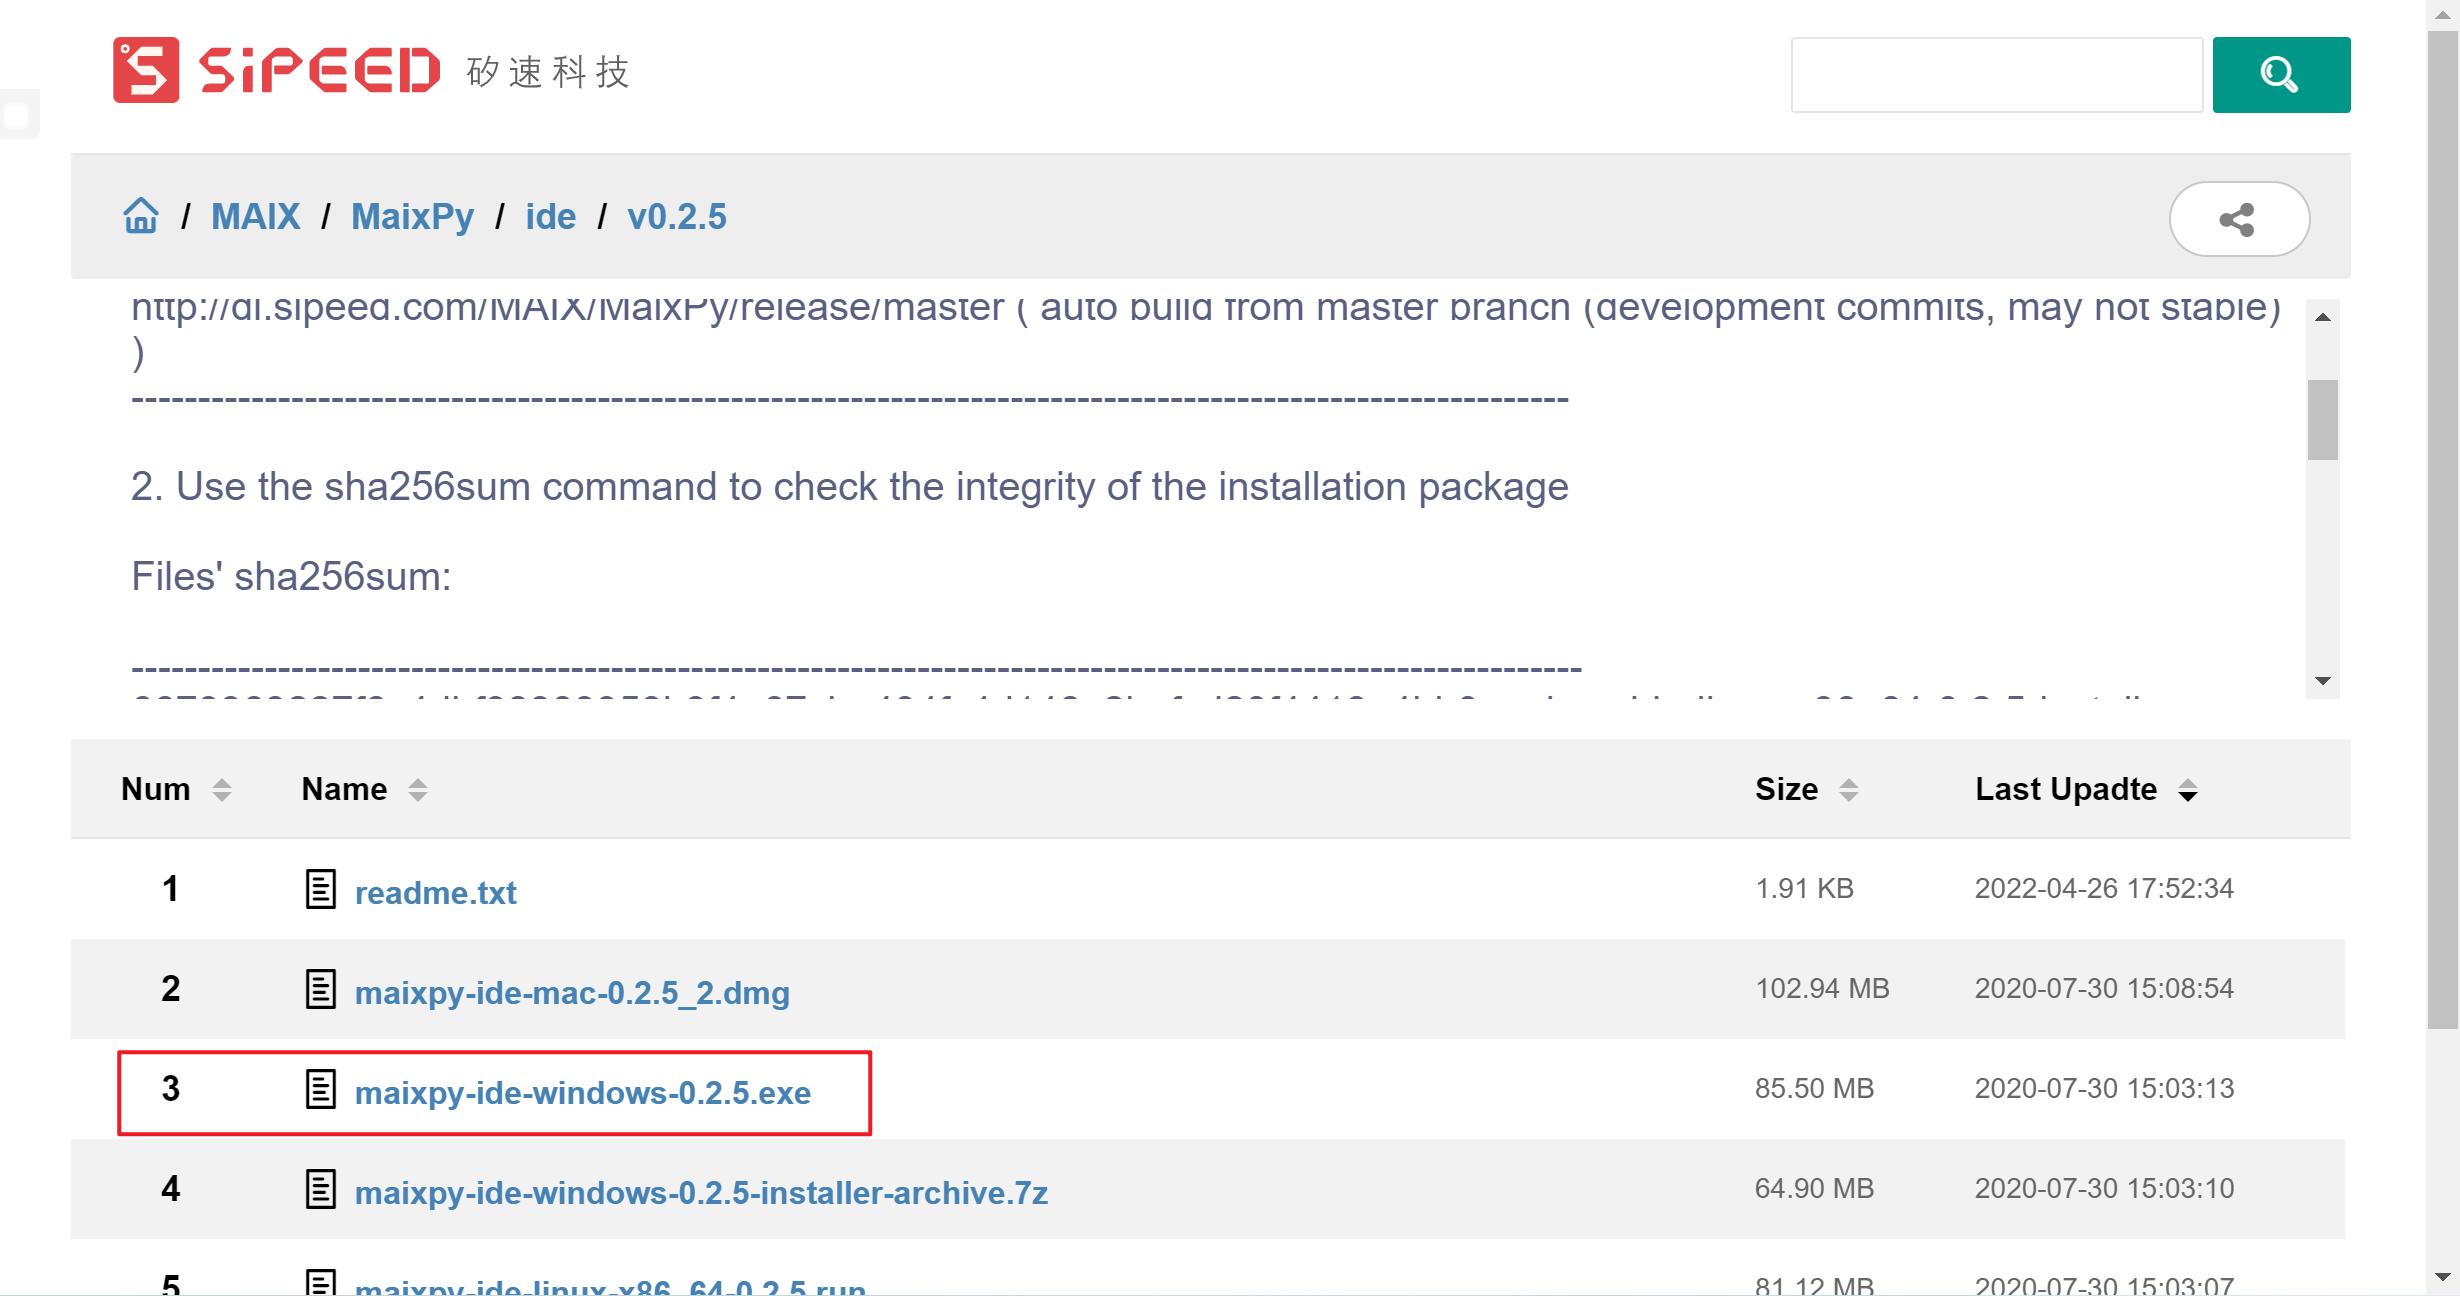 SiPEED 矽速科技
/ MAIX / MaixPy / ide / v0.2.5
http://dl.sipeed.com/MAIX/MaixPy/release/master ( auto build from master branch (development commits, may not stable)
)
------------------------------------------------------------------------------------------------------------
2. Use the sha256sum command to check the integrity of the installation package
Files' sha256sum:
-------------------------------------------------------------------------------------------------------------
Num Name Size Last Upadte
1 readme.txt 1.91 KB 2022-04-26 17:52:34
2 maixpy-ide-mac-0.2.5_2.dmg 102.94 MB 2020-07-30 15:08:54
3 maixpy-ide-windows-0.2.5.exe 85.50 MB 2020-07-30 15:03:13
4 maixpy-ide-windows-0.2.5-installer-archive.7z 64.90 MB 2020-07-30 15:03:10
5 maixpy-ide-linux-x86_64-0.2.5.run 81.12 MB 2020-07-30 15:03:07